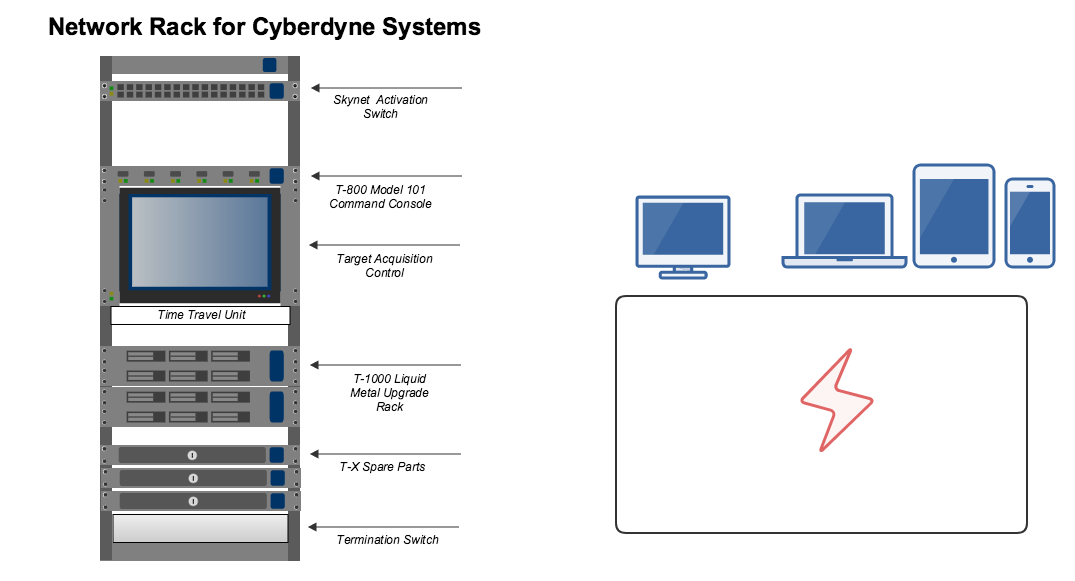 Network Rack for Cyberdyne Systems
Skynet Activation
Switch
T-800 Model 101
Command Console
Target Acquisition
Control
Time Travel Unit
T-1000 Liquid
Metal Upgrade
Rack
T-X Spare Parts
Termination Switch